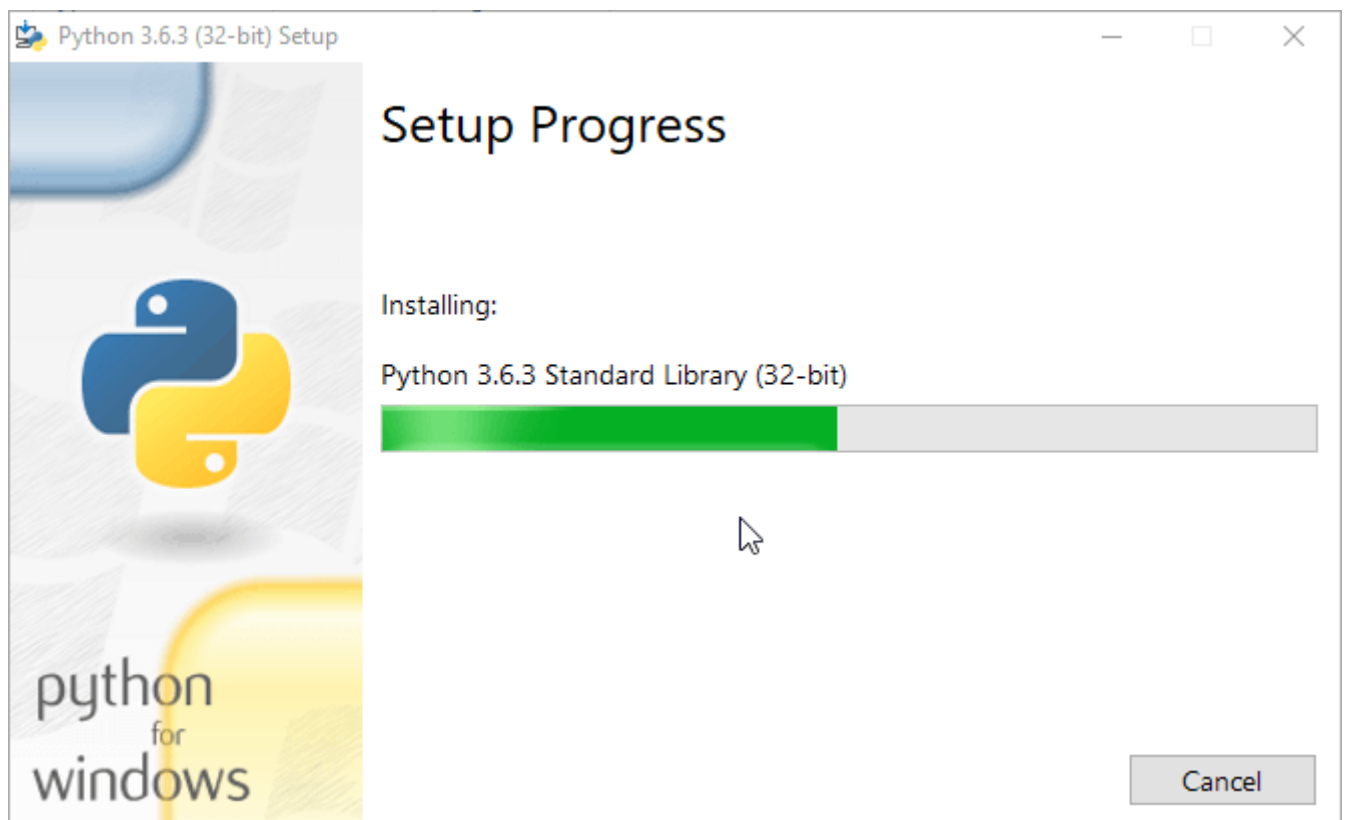 Python 3.6.3 (32-bit) Setup
Setup Progress
Installing:
Python 3.6.3 Standard Library (32-bit)
python
for
windows
Cancel